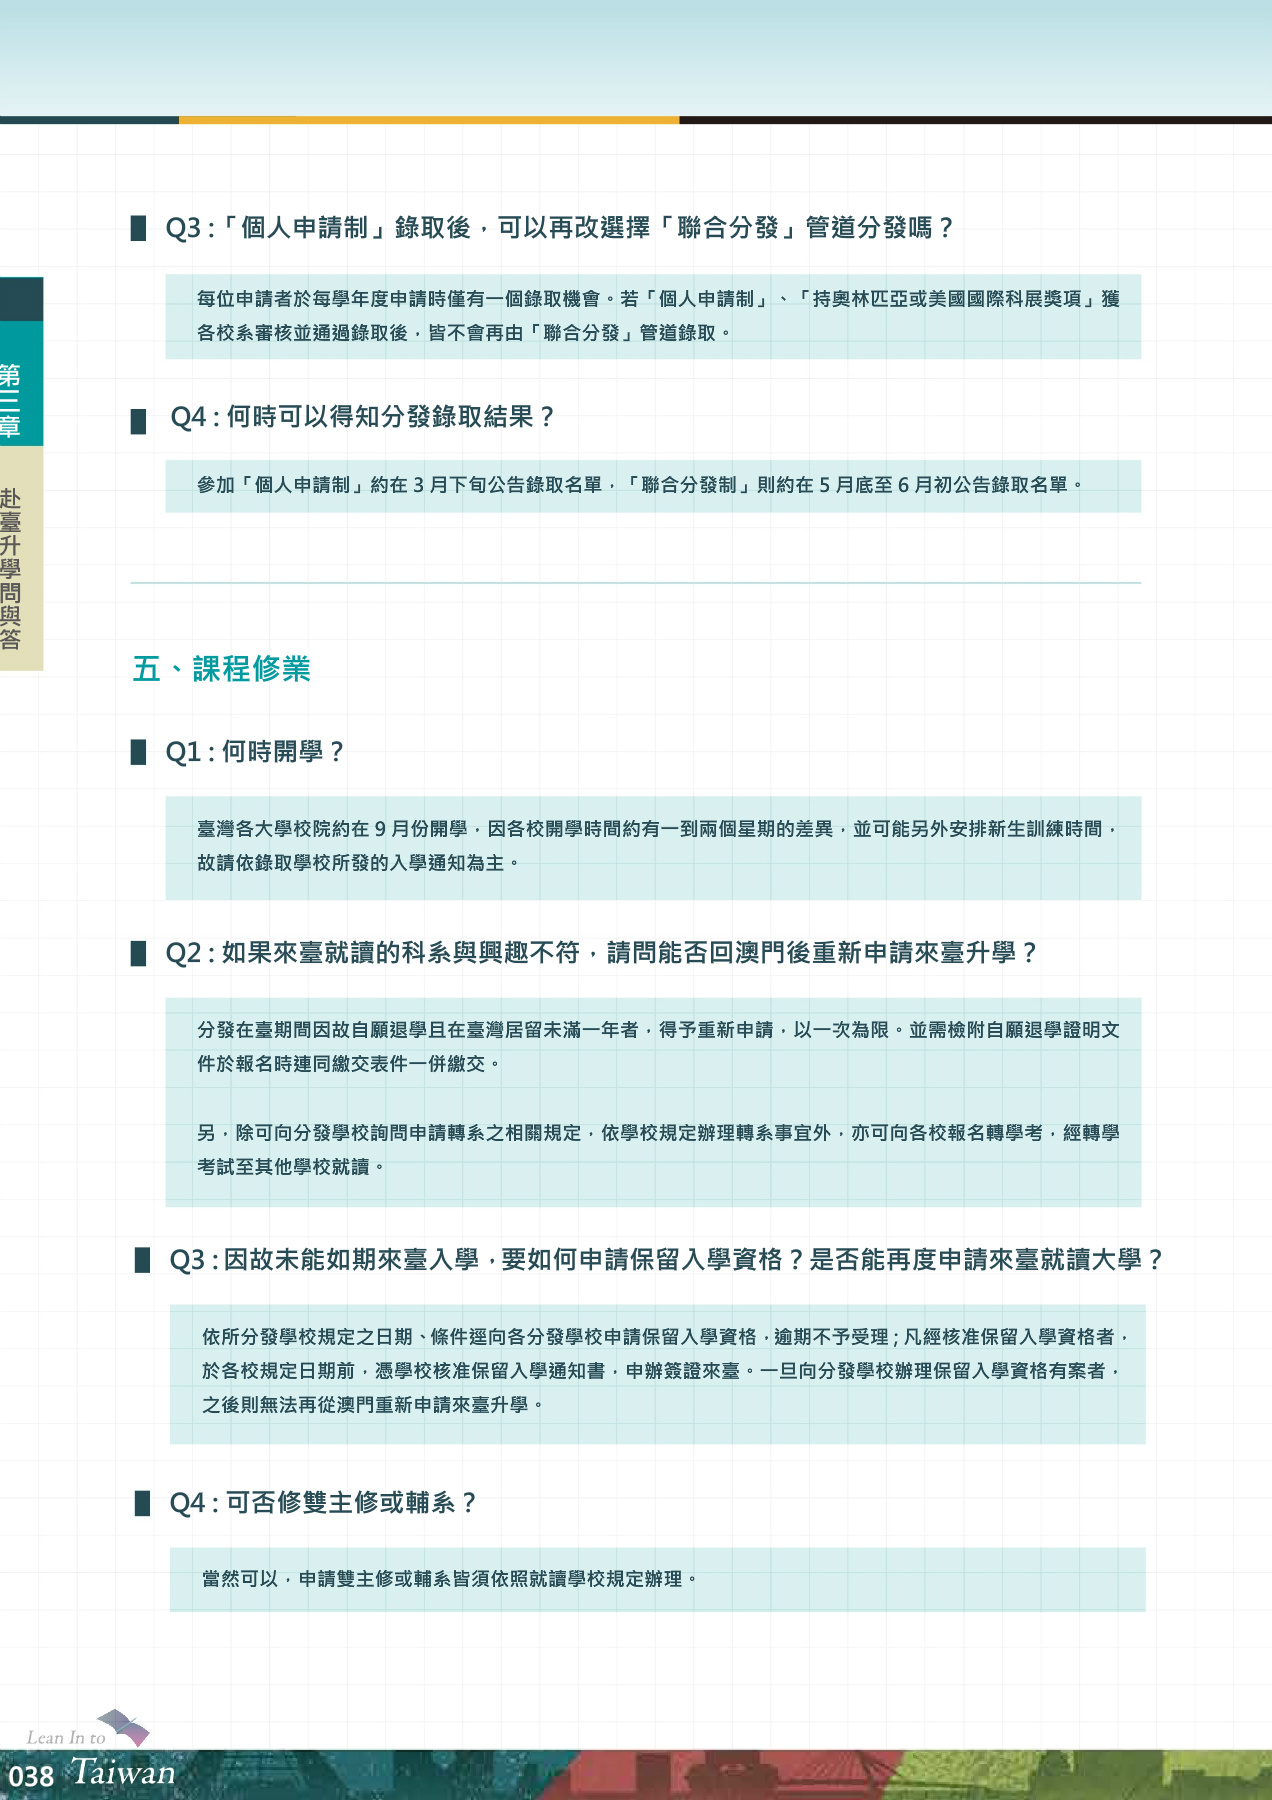 Q3 :「個人申請制」錄取後，可以再改選擇「聯合分發」管道分發嗎？
每位申請者於每學年度申請時僅有一個錄取機會。若「個人申請制」、「持奧林匹亞或美國國際科展獎項」獲
各校系審核並通過錄取後，皆不會再由「聯合分發」管道錄取。
第三章
赴臺升學問與答
Q4 : 何時可以得知分發錄取結果？
參加「個人申請制」約在 3 月下旬公告錄取名單，「聯合分發制」則約在 5 月底至 6 月初公告錄取名單。
五、課程修業
Q1 : 何時開學？
臺灣各大學校院約在 9 月份開學，因各校開學時間約有一到兩個星期的差異，並可能另外安排新生訓練時間，
故請依錄取學校所發的入學通知為主。
Q2 : 如果來臺就讀的科系與興趣不符，請問能否回澳門後重新申請來臺升學？
分發在臺期間因故自願退學且在臺灣居留未滿一年者，得予重新申請，以一次為限。並需檢附自願退學證明文
件於報名時連同繳交表件一併繳交。
另，除可向分發學校詢問申請轉系之相關規定，依學校規定辦理轉系事宜外，亦可向各校報名轉學考，經轉學
考試至其他學校就讀。
Q3 : 因故未能如期來臺入學，要如何申請保留入學資格？是否能再度申請來臺就讀大學？
依所分發學校規定之日期、條件逕向各分發學校申請保留入學資格，逾期不予受理；凡經核准保留入學資格者，
於各校規定日期前，憑學校核准保留入學通知書，申辦簽證來臺。一旦向分發學校辦理保留入學資格有案者，
之後則無法再從澳門重新申請來臺升學。
Q4 : 可否修雙主修或輔系？
當然可以，申請雙主修或輔系皆須依照就讀學校規定辦理。
Lean In to
038 Taiwan